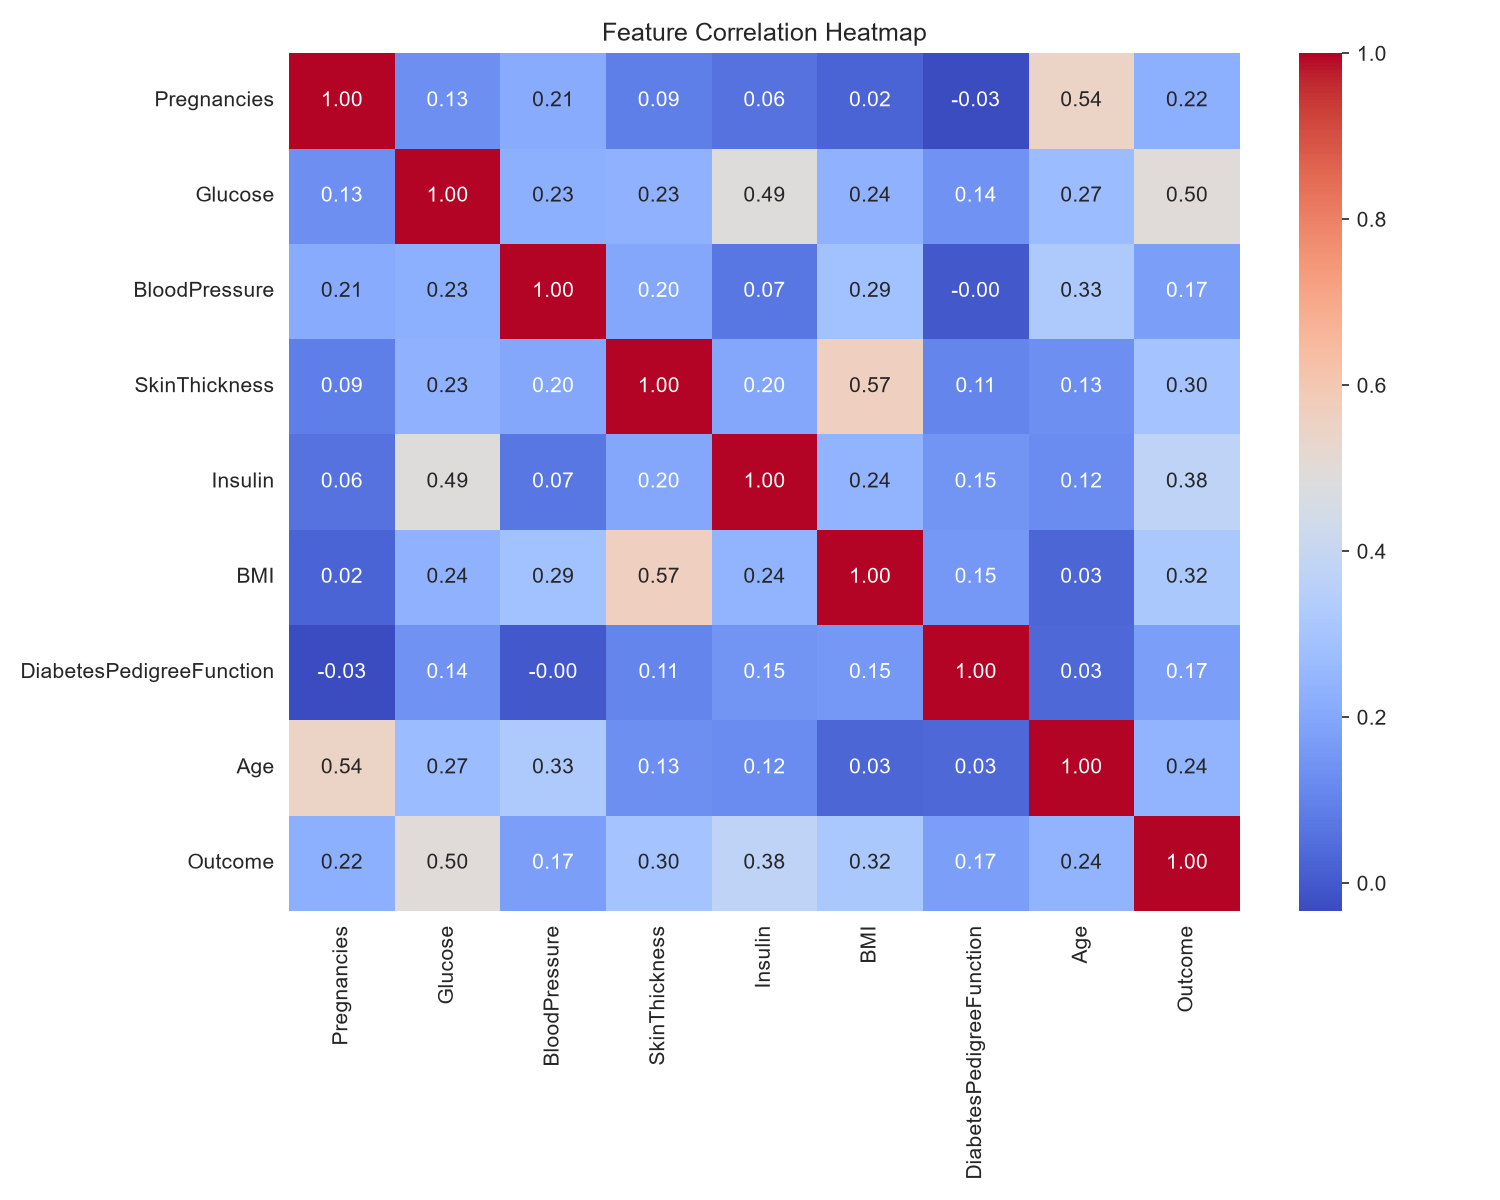 Feature Correlation Heatmap
Pregnancies 1.00 0.13 0.21 0.09 0.06 0.02 -0.03 0.54 0.22
Glucose 0.13 1.00 0.23 0.23 0.49 0.24 0.14 0.27 0.50
BloodPressure 0.21 0.23 1.00 0.20 0.07 0.29 -0.00 0.33 0.17
SkinThickness 0.09 0.23 0.20 1.00 0.20 0.57 0.11 0.13 0.30
Insulin 0.06 0.49 0.07 0.20 1.00 0.24 0.15 0.12 0.38
BMI 0.02 0.24 0.29 0.57 0.24 1.00 0.15 0.03 0.32
DiabetesPedigreeFunction -0.03 0.14 -0.00 0.11 0.15 0.15 1.00 0.03 0.17
Age 0.54 0.27 0.33 0.13 0.12 0.03 0.03 1.00 0.24
Outcome 0.22 0.50 0.17 0.30 0.38 0.32 0.17 0.24 1.00
Pregnancies
Glucose
BloodPressure
SkinThickness
Insulin
BMI
DiabetesPedigreeFunction
Age
Outcome
1.0
0.8
0.6
0.4
0.2
0.0